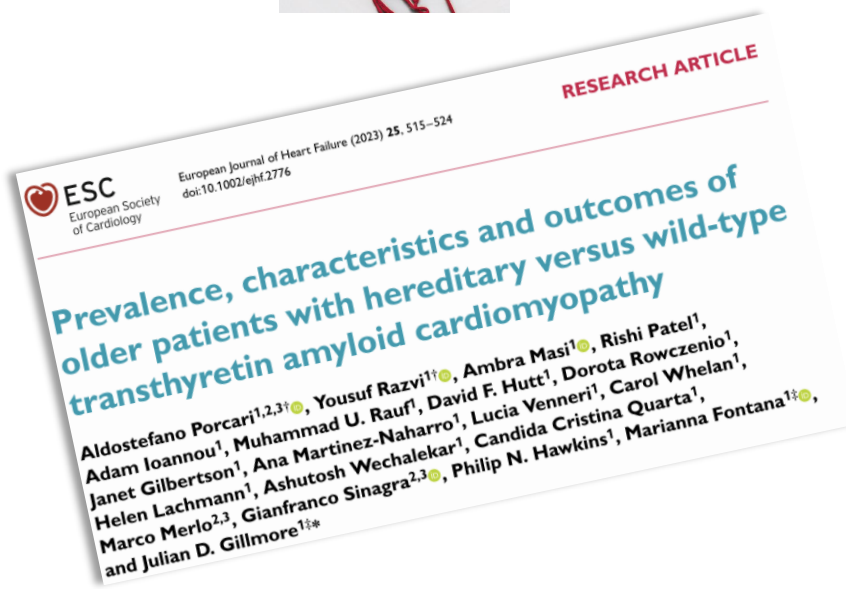 RESEARCH ARTICLE
ESC
European Society
of Cardiology
European Journal of Heart Failure (2023) 25, 515–524
doi:10.1002/ejhf.2776
Prevalence, characteristics and outcomes of
older patients with hereditary versus wild-type
transthyretin amyloid cardiomyopathy
Aldostefano Porcari1,2,3†, Yousuf Razvi1†, Ambra Masi1, Rishi Patel1,
Adam Ioannou1, Muhammad U. Rauf1, David F. Hutt1, Dorota Rowczenio1,
Janet Gilbertson1, Ana Martinez-Naharro1, Lucia Venneri1, Carol Whelan1,
Helen Lachmann1, Ashutosh Wechalekar1, Candida Cristina Quarta1,
Marco Merlo2,3, Gianfranco Sinagra2,3, Philip N. Hawkins1, Marianna Fontana1‡,
and Julian D. Gillmore1‡*